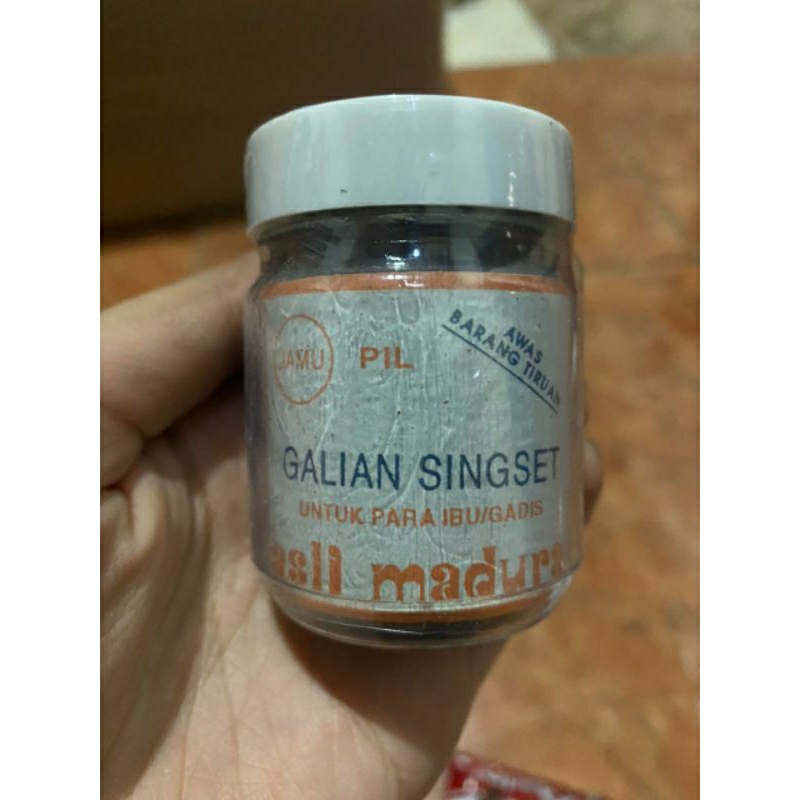 JAMU PIL
AWAS
BARANG TIRUAN
GALIAN SINGSET
UNTUK PARA IBU/GADIS
asli madura